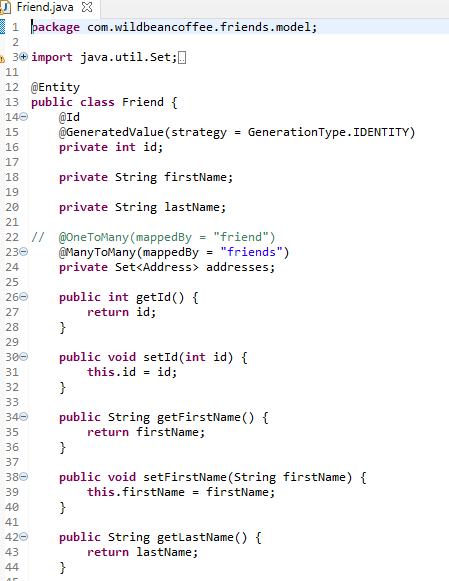 Friend.java
1 package com.wildbeancoffee.friends.model;
2
3 import java.util.Set;
11
12 @Entity
13 public class Friend {
14 @Id
15 @GeneratedValue(strategy = GenerationType.IDENTITY)
16 private int id;
17
18 private String firstName;
19
20 private String lastName;
21
22 // @OneToMany(mappedBy = "friend")
23 @ManyToMany(mappedBy = "friends")
24 private Set<Address> addresses;
25
26 public int getId() {
27 return id;
28 }
29
30 public void setId(int id) {
31 this.id = id;
32 }
33
34 public String getFirstName() {
35 return firstName;
36 }
37
38 public void setFirstName(String firstName) {
39 this.firstName = firstName;
40 }
41
42 public String getLastName() {
43 return lastName;
44 }